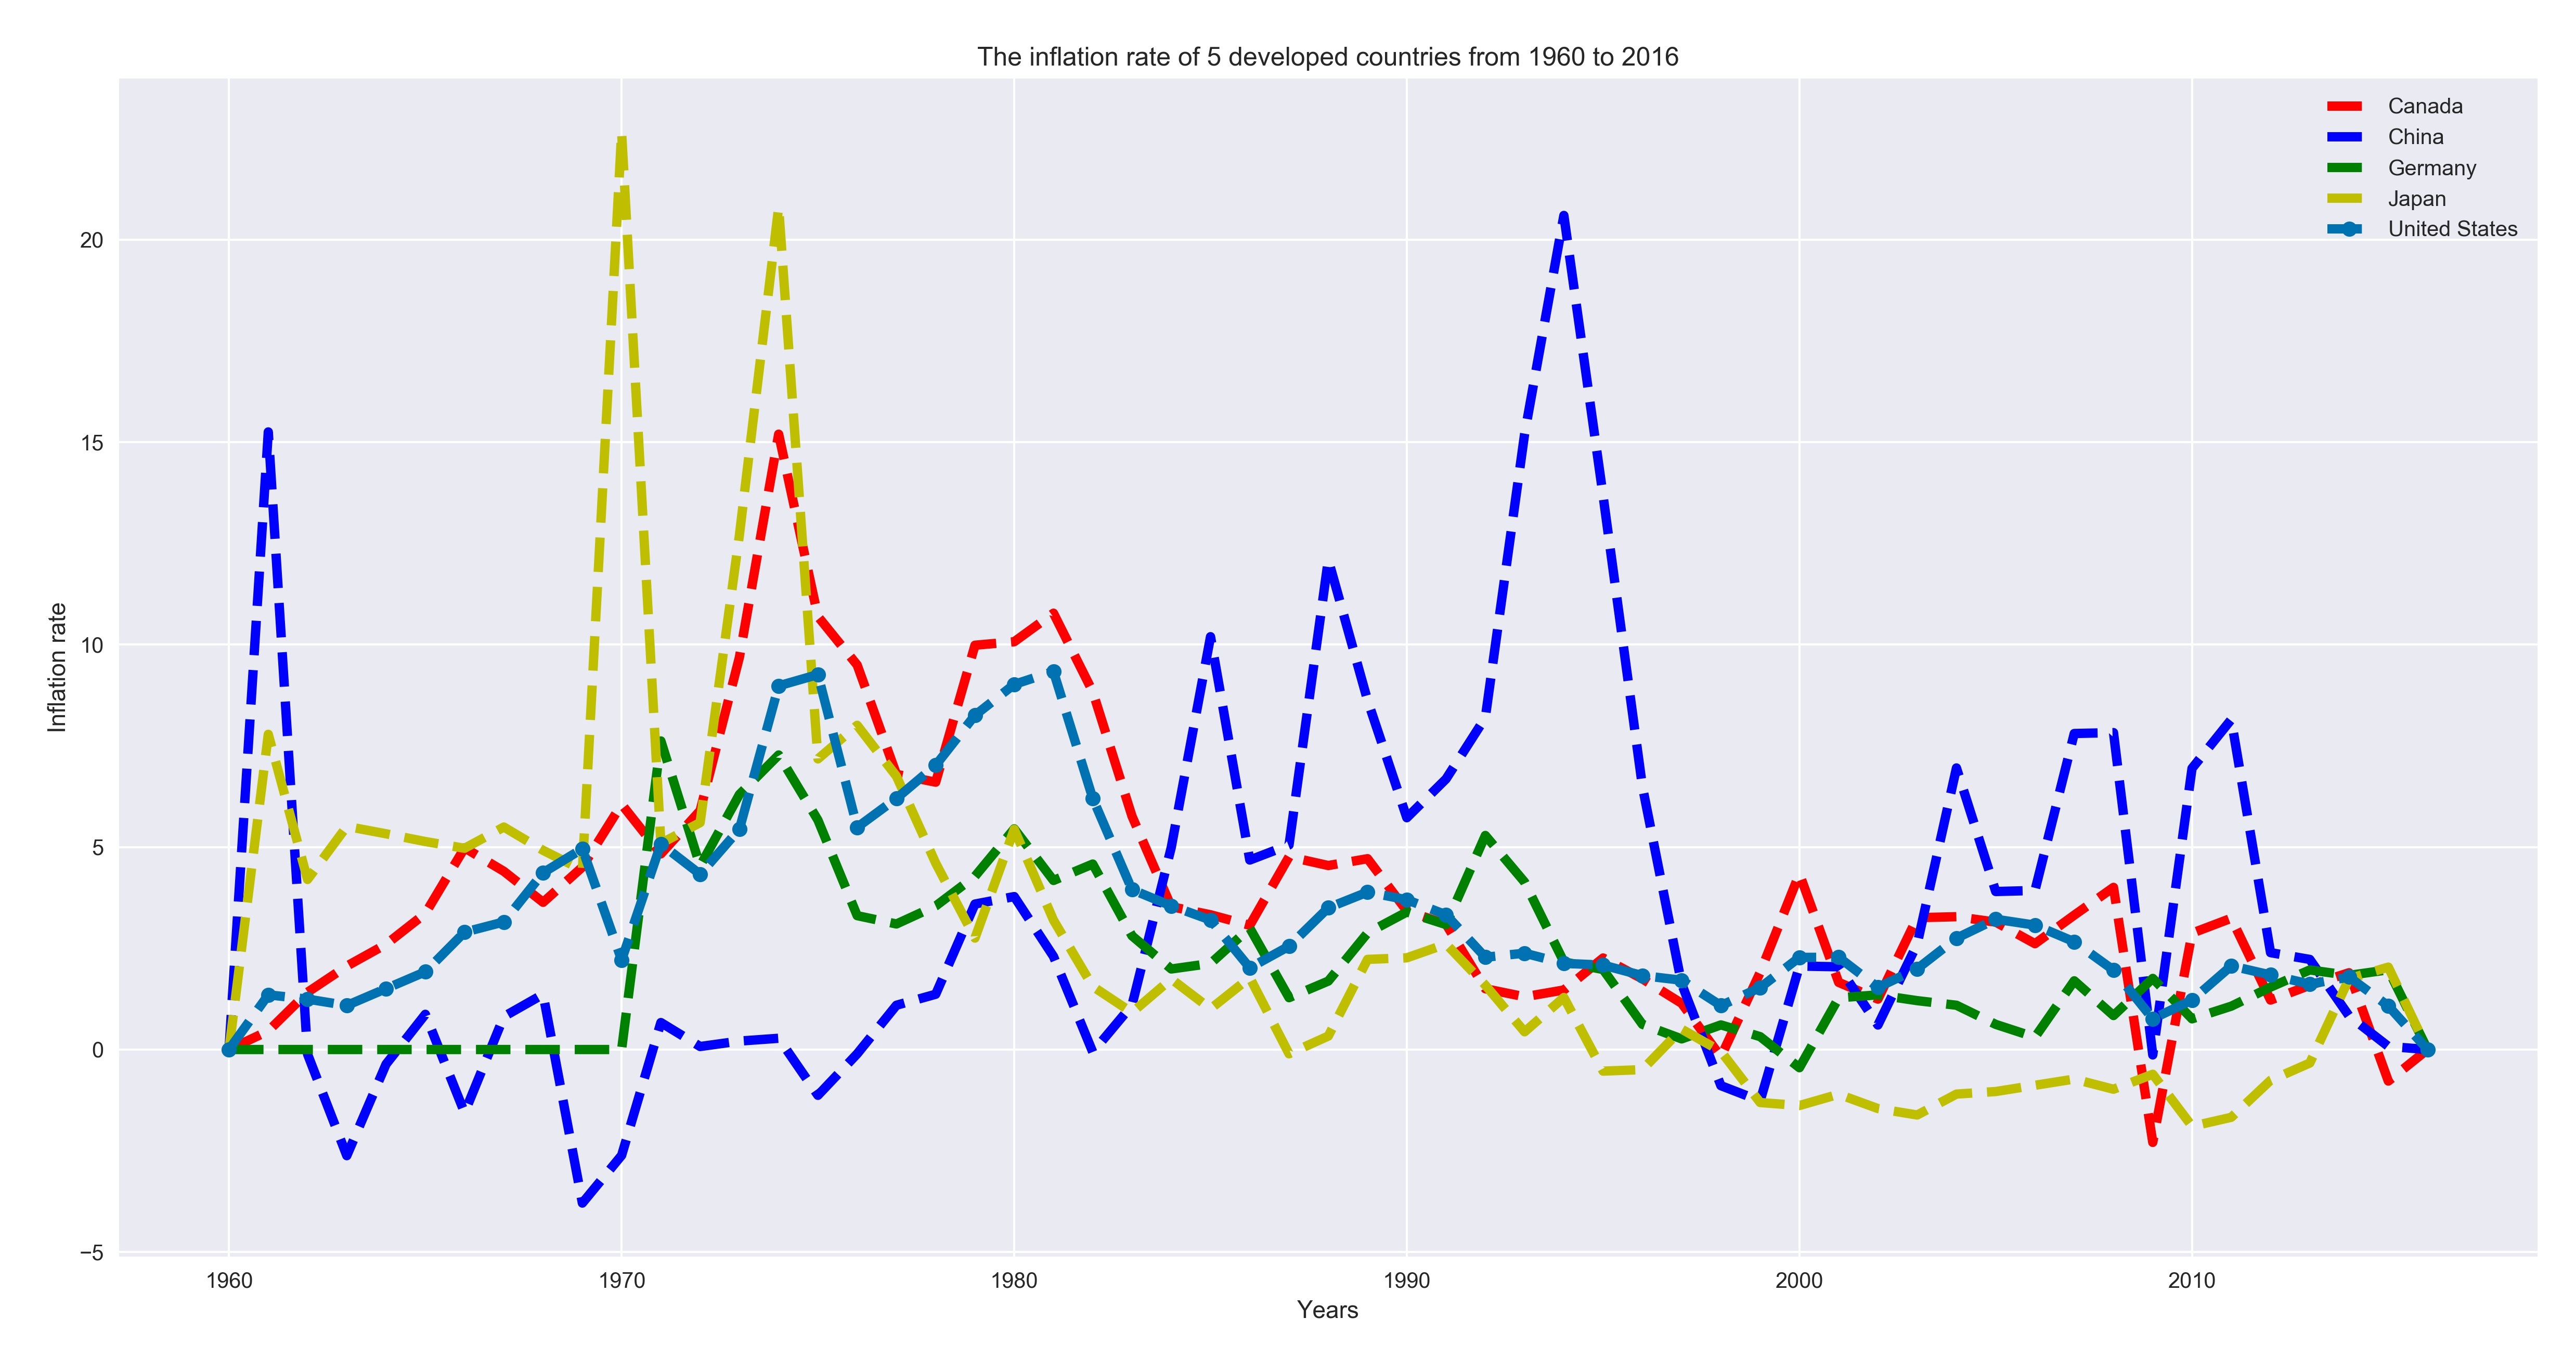 The inflation rate of 5 developed countries from 1960 to 2016
Canada
China
Germany
Japan
United States
20
15
10
5
0
−5
Inflation rate
1960 1970 1980 1990 2000 2010
Years